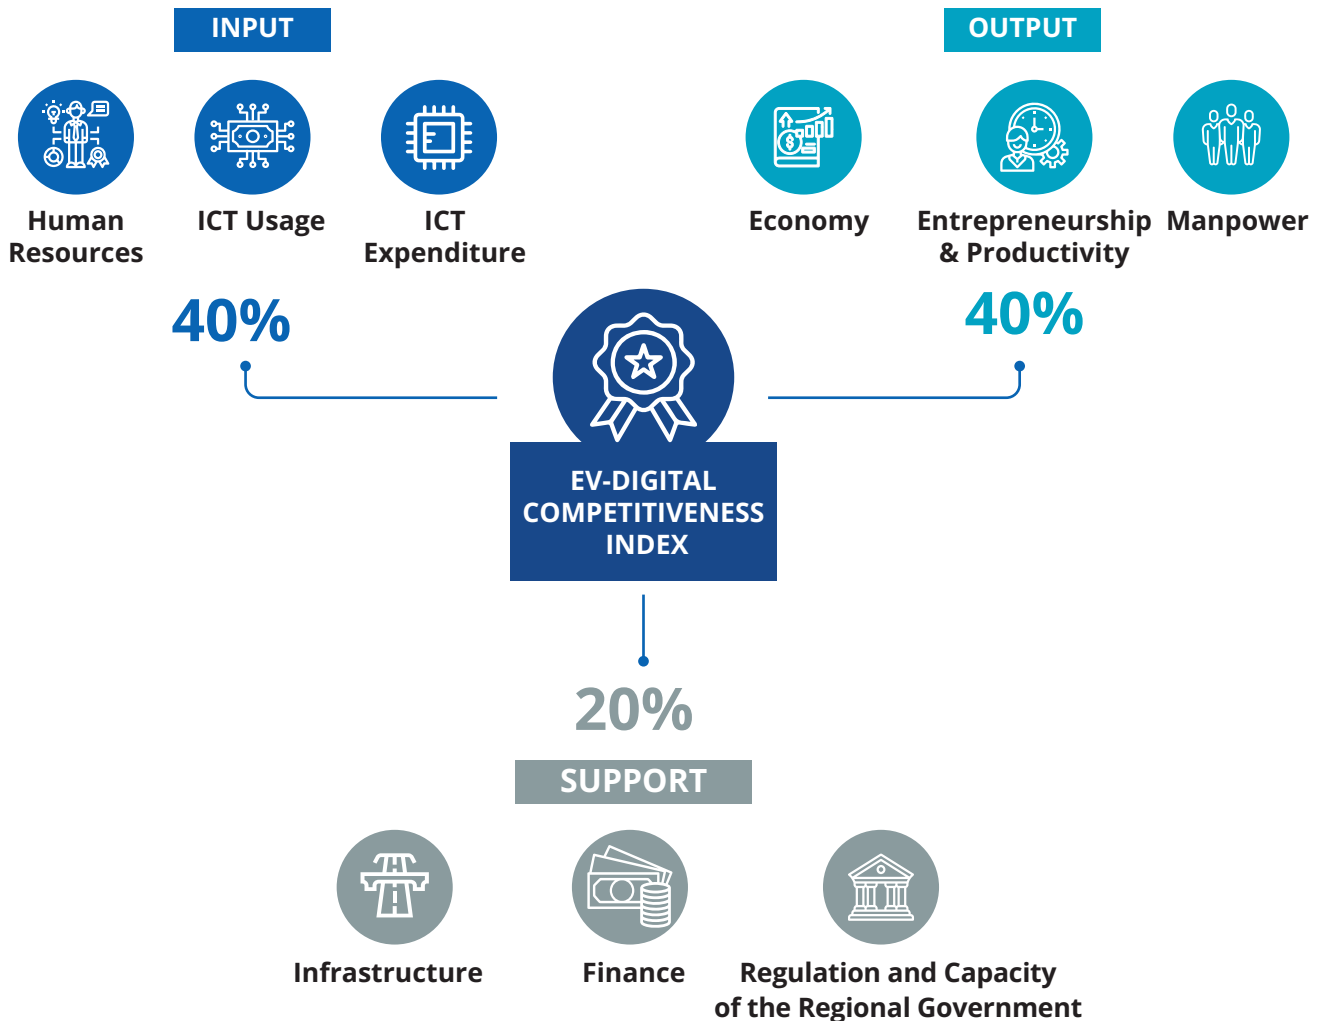 INPUT
Human
Resources
ICT Usage
ICT
Expenditure
40%
OUTPUT
Economy
Entrepreneurship
& Productivity
Manpower
40%
EV-DIGITAL
COMPETITIVENESS
INDEX
20%
SUPPORT
Infrastructure
Finance
Regulation and Capacity
of the Regional Government